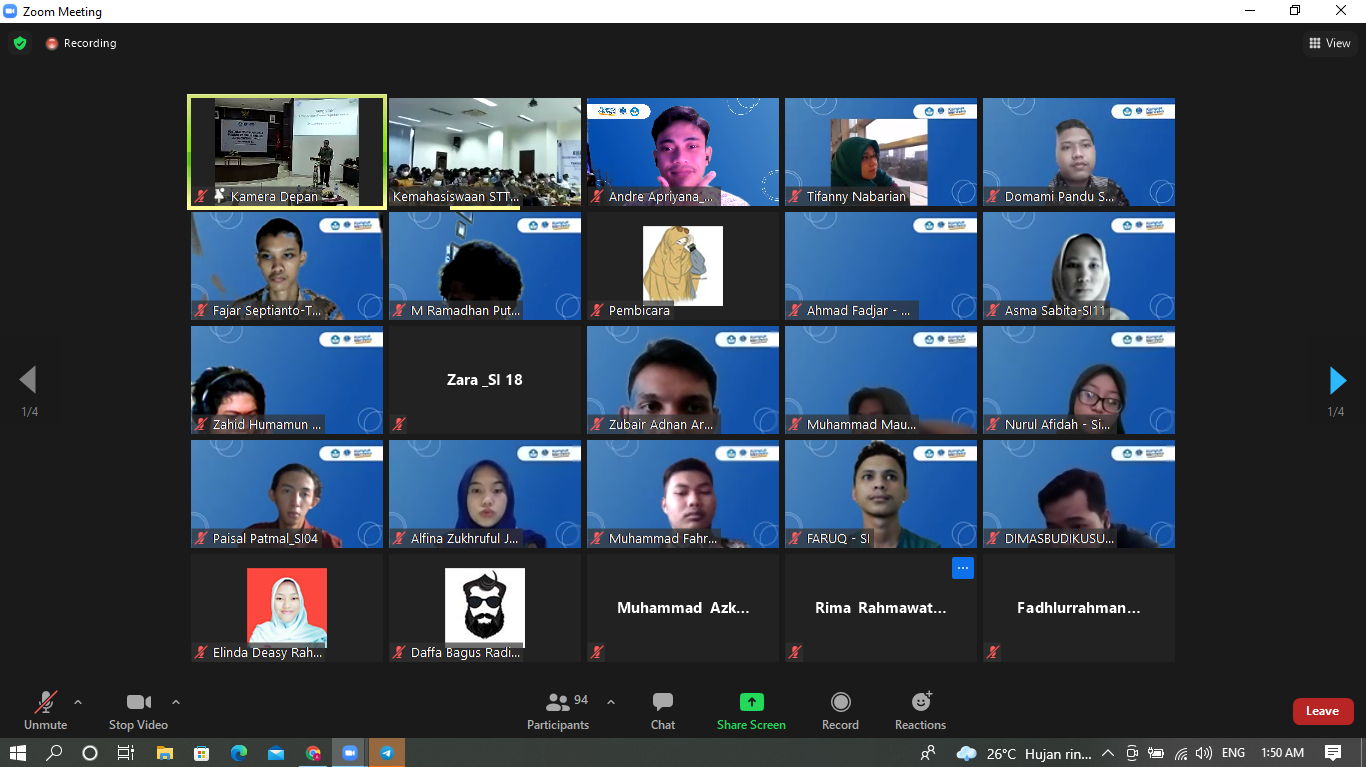 Zoom Meeting
Recording
View
Kamera Depan
Kemahasiswaan STT...
Andre Apriyana_...
Tifanny Nabarian
Domami Pandu S...
Fajar Septianto-T...
M Ramadhan Put...
Pembicara
Ahmad Fadjar - ...
Asma Sabita-SI11
Zahid Humamun ...
Zara _SI 18
Zubair Adnan Ar...
Muhammad Mau...
Nurul Afidah - Si...
1/4
1/4
Paisal Patmal_SI04
Alfina Zukhruful J...
Muhammad Fahr...
FARUQ - SI
DIMASBUDIKUSU...
Elinda Deasy Rah...
Daffa Bagus Radi...
Muhammad Azk...
Rima Rahmawat...
Fadhlurrahman...
Unmute
Stop Video
94
Participants
Chat
Share Screen
Record
Reactions
Leave
26°C Hujan rin...
ENG
1:50 AM